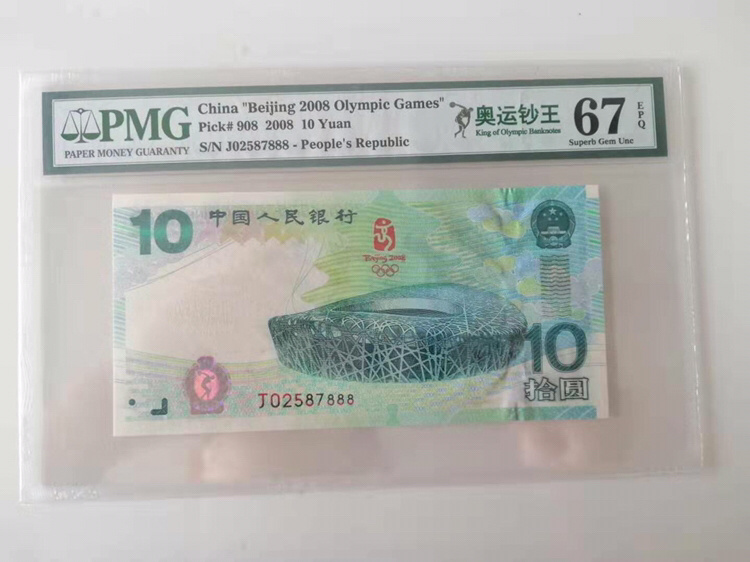 PMG
PAPER MONEY GUARANTY
China "Beijing 2008 Olympic Games"
Pick# 908 2008 10 Yuan
S/N J02587888 - People's Republic
奥运钞王
King of Olympic Banknotes
67
EPQ
Superb Gem Unc
10
中国人民银行
Beijing 2008
10
拾圆
J02587888